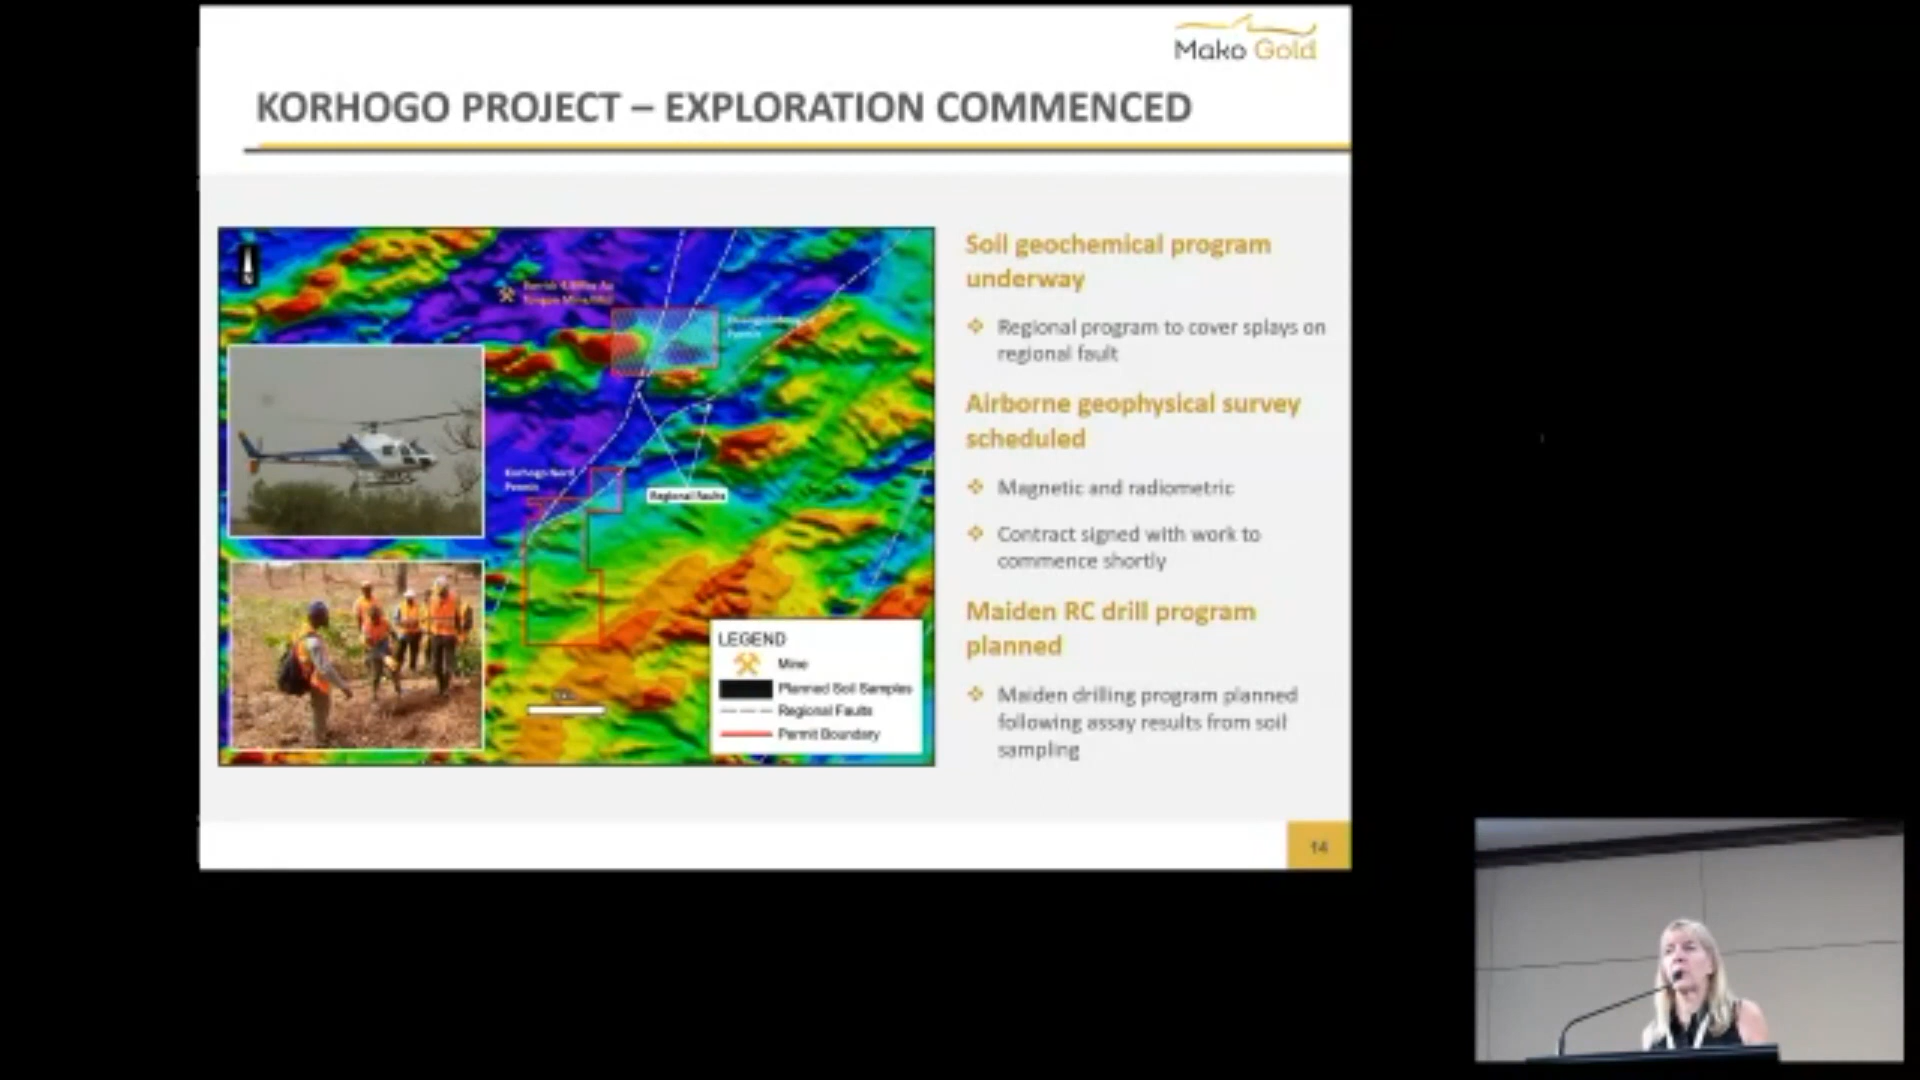 Mako Gold
KORHOGO PROJECT – EXPLORATION COMMENCED
Soil geochemical program
underway
Regional program to cover splays on
regional fault
Airborne geophysical survey
scheduled
Magnetic and radiometric
Contract signed with work to
commence shortly
Maiden RC drill program
planned
Maiden drilling program planned
following assay results from soil
sampling
Korhogo Nord
Permit
Regional Faults
LEGEND
Mine
Planned Soil Samples
Regional Faults
Permit Boundary
14